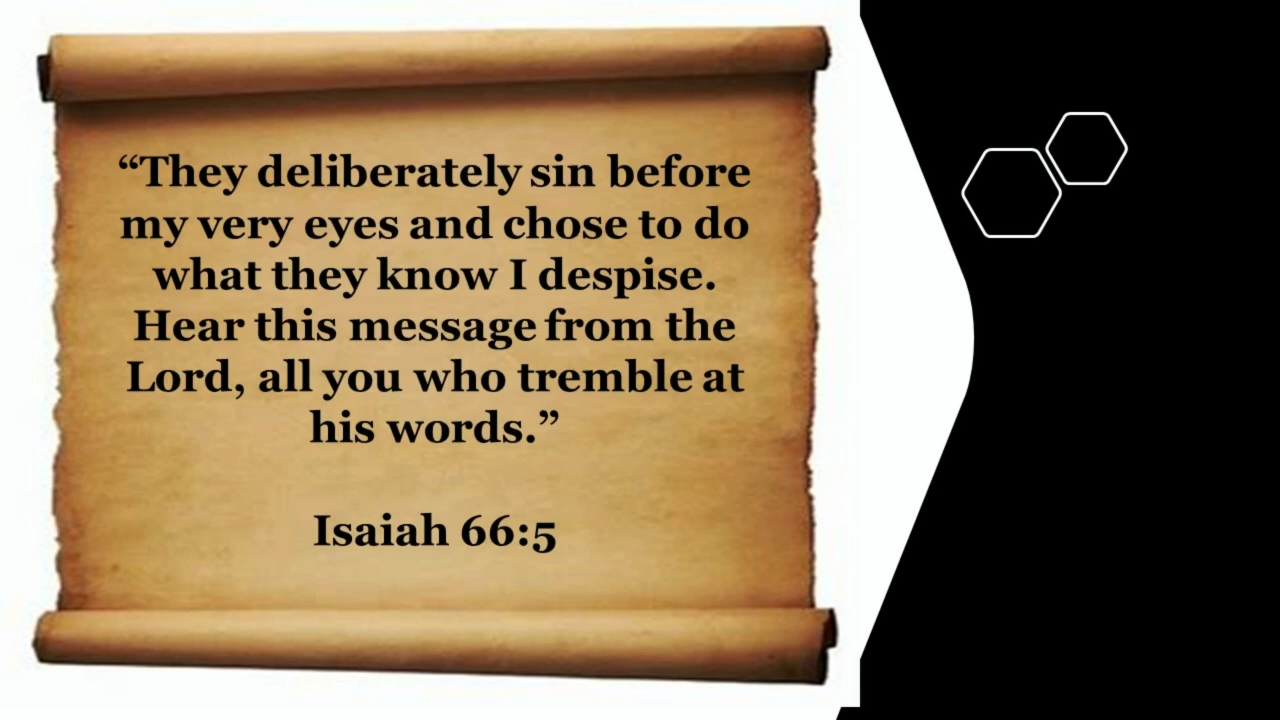 “They deliberately sin before
my very eyes and chose to do
what they know I despise.
Hear this message from the
Lord, all you who tremble at
his words.”
Isaiah 66:5